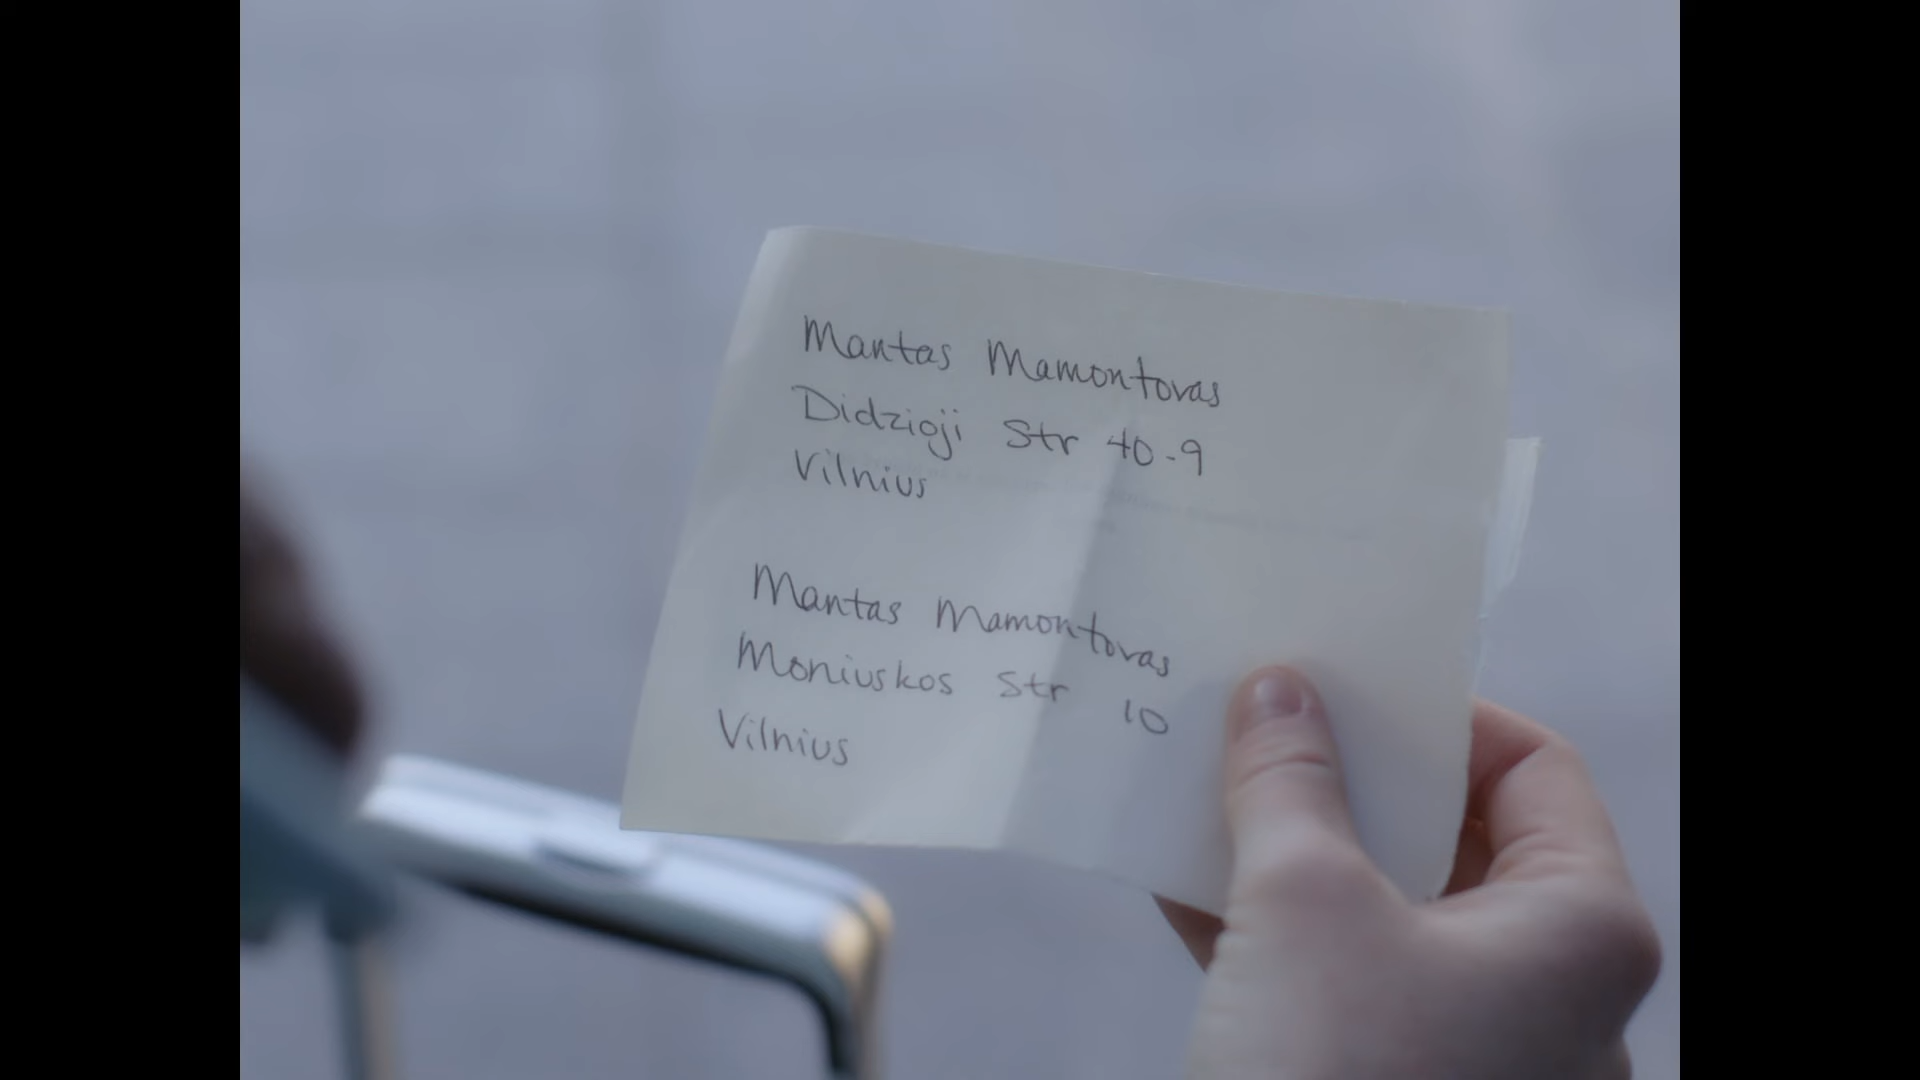 Mantas Mamontovas
Didzioji Str 40-9
Vilnius
Mantas Mamontovas
Moniuskos Str 10
Vilnius